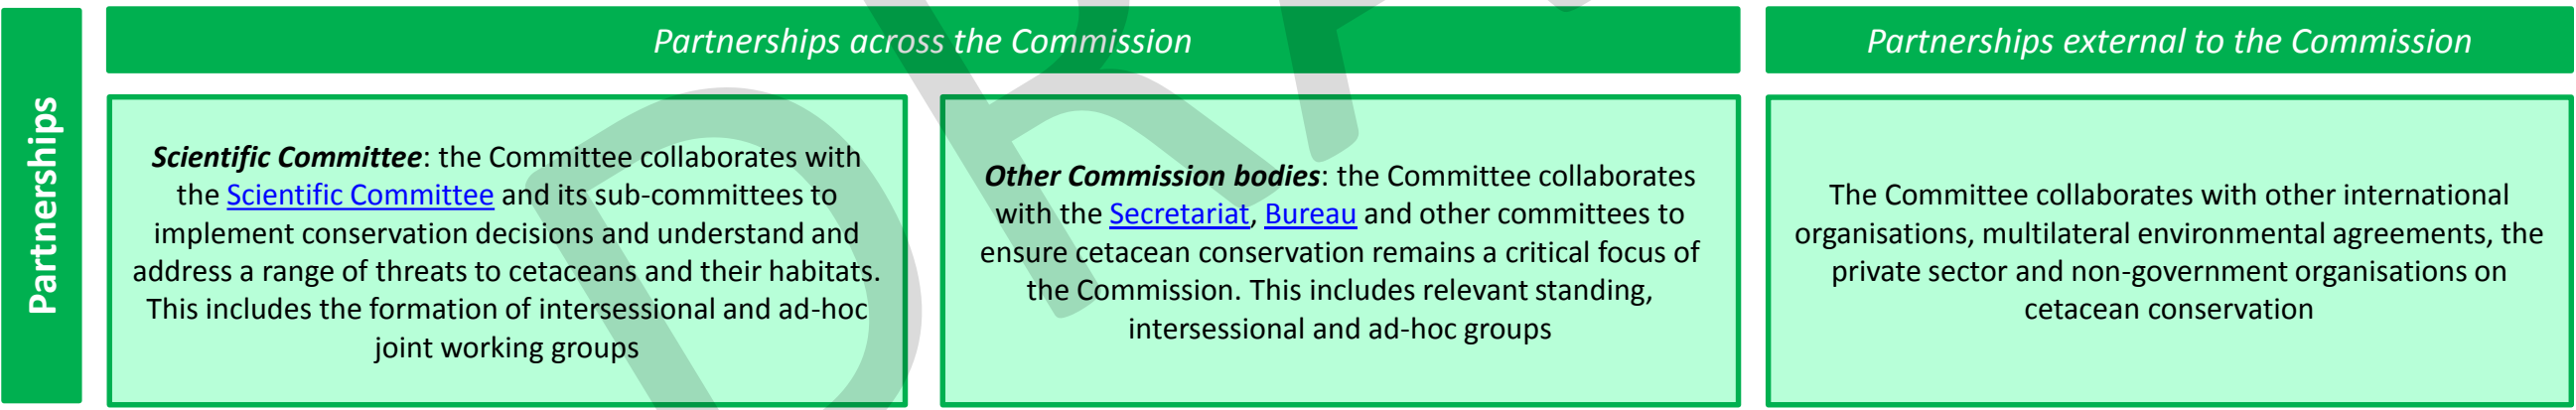 Partnerships
Partnerships across the Commission
Partnerships external to the Commission
Scientific Committee: the Committee collaborates with
the Scientific Committee and its sub-committees to
implement conservation decisions and understand and
address a range of threats to cetaceans and their habitats.
This includes the formation of intersessional and ad-hoc
joint working groups
Other Commission bodies: the Committee collaborates
with the Secretariat, Bureau and other committees to
ensure cetacean conservation remains a critical focus of
the Commission. This includes relevant standing,
intersessional and ad-hoc groups
The Committee collaborates with other international
organisations, multilateral environmental agreements, the
private sector and non-government organisations on
cetacean conservation